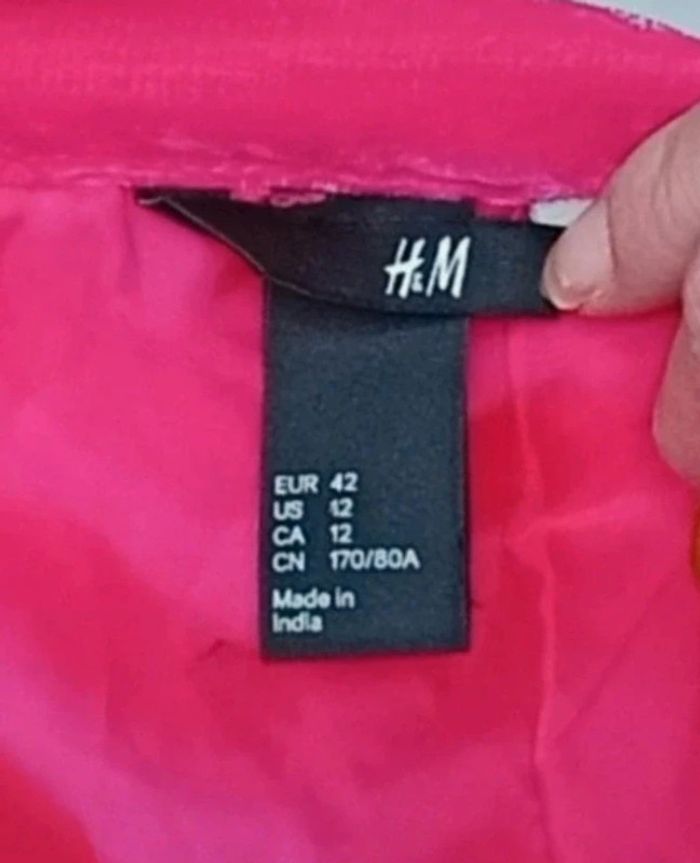 H&M
EUR 42
US 12
CA 12
CN 170/80A
Made in
India